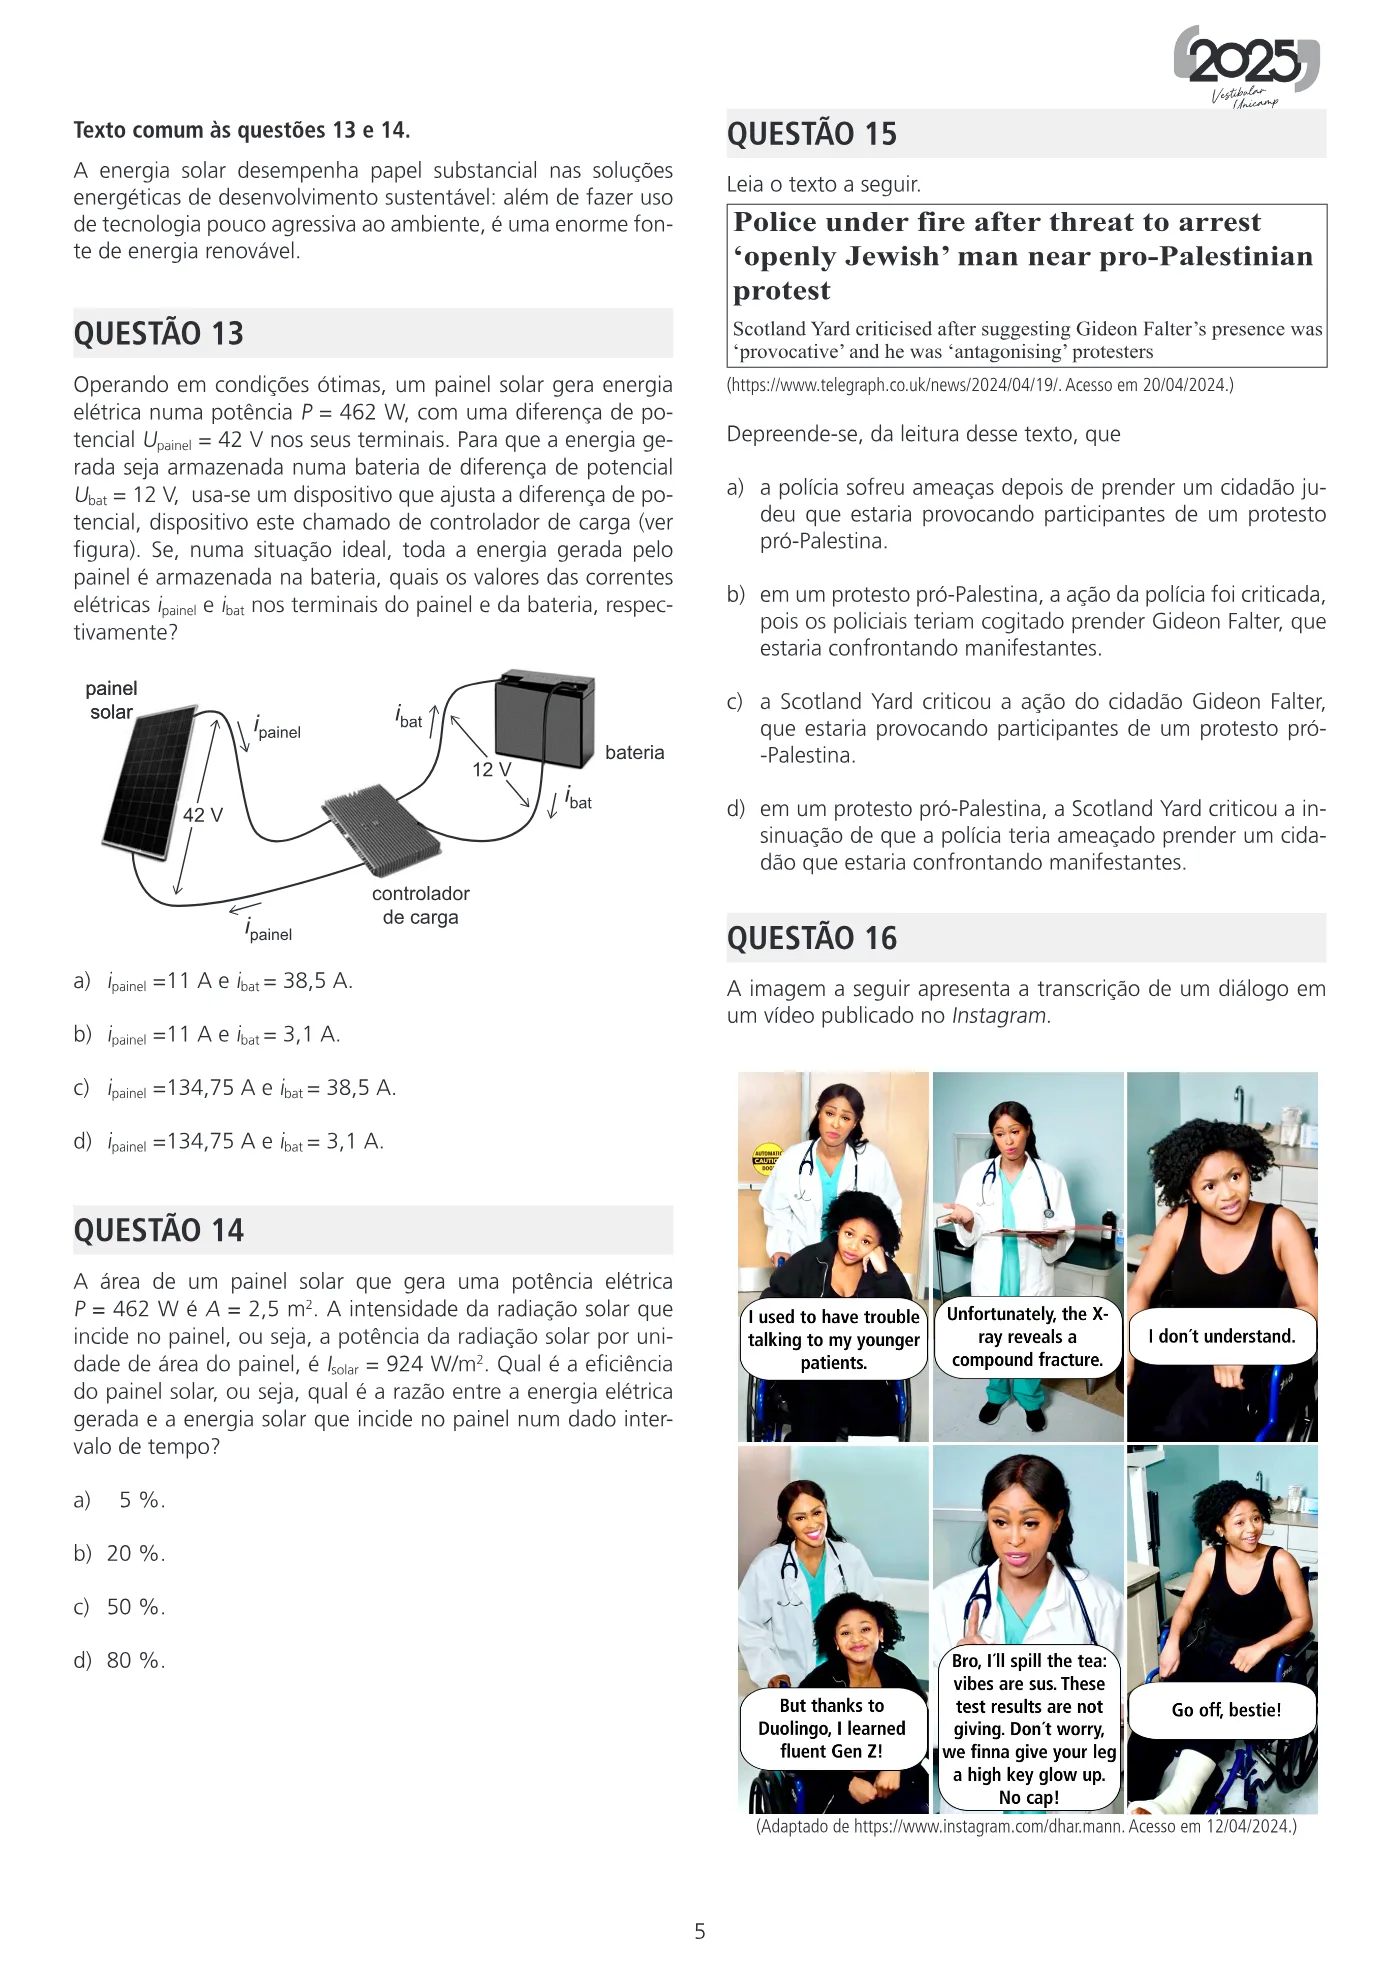 2025
Vestibular
Unicamp
Texto comum às questões 13 e 14.
A energia solar desempenha papel substancial nas soluções
energéticas de desenvolvimento sustentável: além de fazer uso
de tecnologia pouco agressiva ao ambiente, é uma enorme fon-
te de energia renovável.
QUESTÃO 13
Operando em condições ótimas, um painel solar gera energia
elétrica numa potência P = 462 W, com uma diferença de po-
tencial Upainel = 42 V nos seus terminais. Para que a energia ge-
rada seja armazenada numa bateria de diferença de potencial
Ubat = 12 V, usa-se um dispositivo que ajusta a diferença de po-
tencial, dispositivo este chamado de controlador de carga (ver
figura). Se, numa situação ideal, toda a energia gerada pelo
painel é armazenada na bateria, quais os valores das correntes
elétricas ipainel e ibat nos terminais do painel e da bateria, respec-
tivamente?
painel
solar
ipainel
ibat
bateria
12 V
ibat
42 V
controlador
de carga
ipainel
a) ipainel =11 A e ibat = 38,5 A.
b) ipainel =11 A e ibat = 3,1 A.
c) ipainel =134,75 A e ibat = 38,5 A.
d) ipainel =134,75 A e ibat = 3,1 A.
QUESTÃO 14
A área de um painel solar que gera uma potência elétrica
P = 462 W é A = 2,5 m². A intensidade da radiação solar que
incide no painel, ou seja, a potência da radiação solar por uni-
dade de área do painel, é Isolar = 924 W/m². Qual é a eficiência
do painel solar, ou seja, qual é a razão entre a energia elétrica
gerada e a energia solar que incide no painel num dado inter-
valo de tempo?
a) 5 %.
b) 20 %.
c) 50 %.
d) 80 %.
QUESTÃO 15
Leia o texto a seguir.
Police under fire after threat to arrest
‘openly Jewish’ man near pro-Palestinian
protest
Scotland Yard criticised after suggesting Gideon Falter’s presence was
‘provocative’ and he was ‘antagonising’ protesters
(https://www.telegraph.co.uk/news/2024/04/19/. Acesso em 20/04/2024.)
Depreende-se, da leitura desse texto, que
a) a polícia sofreu ameaças depois de prender um cidadão ju-
deu que estaria provocando participantes de um protesto
pró-Palestina.
b) em um protesto pró-Palestina, a ação da polícia foi criticada,
pois os policiais teriam cogitado prender Gideon Falter, que
estaria confrontando manifestantes.
c) a Scotland Yard criticou a ação do cidadão Gideon Falter,
que estaria provocando participantes de um protesto pró-
-Palestina.
d) em um protesto pró-Palestina, a Scotland Yard criticou a in-
sinuação de que a polícia teria ameaçado prender um cida-
dão que estaria confrontando manifestantes.
QUESTÃO 16
A imagem a seguir apresenta a transcrição de um diálogo em
um vídeo publicado no Instagram.
AUTOMATIC
CAUTION
DOOR
I used to have trouble
talking to my younger
patients.
Unfortunately, the X-
ray reveals a
compound fracture.
I don´t understand.
But thanks to
Duolingo, I learned
fluent Gen Z!
Bro, I´ll spill the tea:
vibes are sus. These
test results are not
giving. Don´t worry,
we finna give your leg
a high key glow up.
No cap!
Go off, bestie!
(Adaptado de https://www.instagram.com/dhar.mann. Acesso em 12/04/2024.)
5